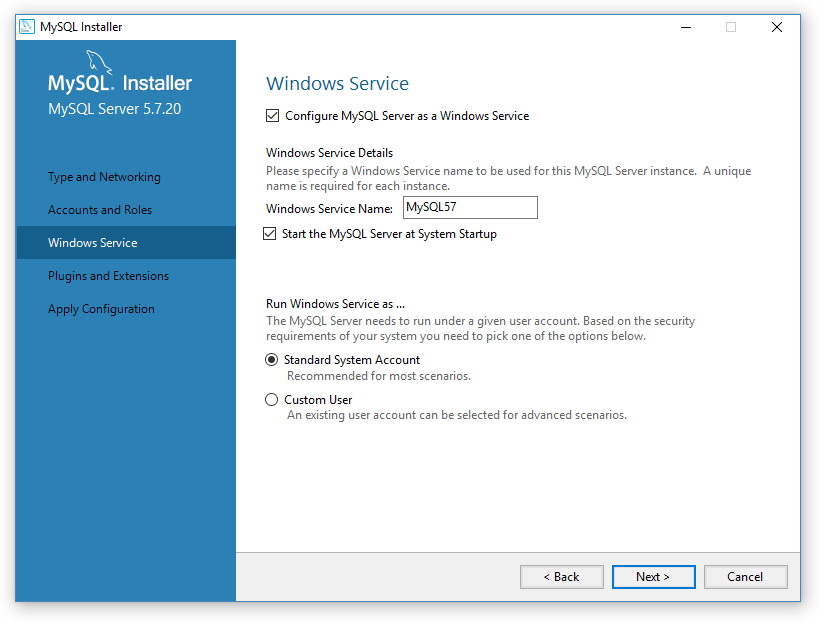 MySQL Installer
MySQL. Installer
MySQL Server 5.7.20
Type and Networking
Accounts and Roles
Windows Service
Plugins and Extensions
Apply Configuration
Windows Service
Configure MySQL Server as a Windows Service
Windows Service Details
Please specify a Windows Service name to be used for this MySQL Server instance.  A unique
name is required for each instance.
Windows Service Name: MySQL57
Start the MySQL Server at System Startup
Run Windows Service as ...
The MySQL Server needs to run under a given user account. Based on the security
requirements of your system you need to pick one of the options below.
Standard System Account
Recommended for most scenarios.
Custom User
An existing user account can be selected for advanced scenarios.
< Back Next > Cancel